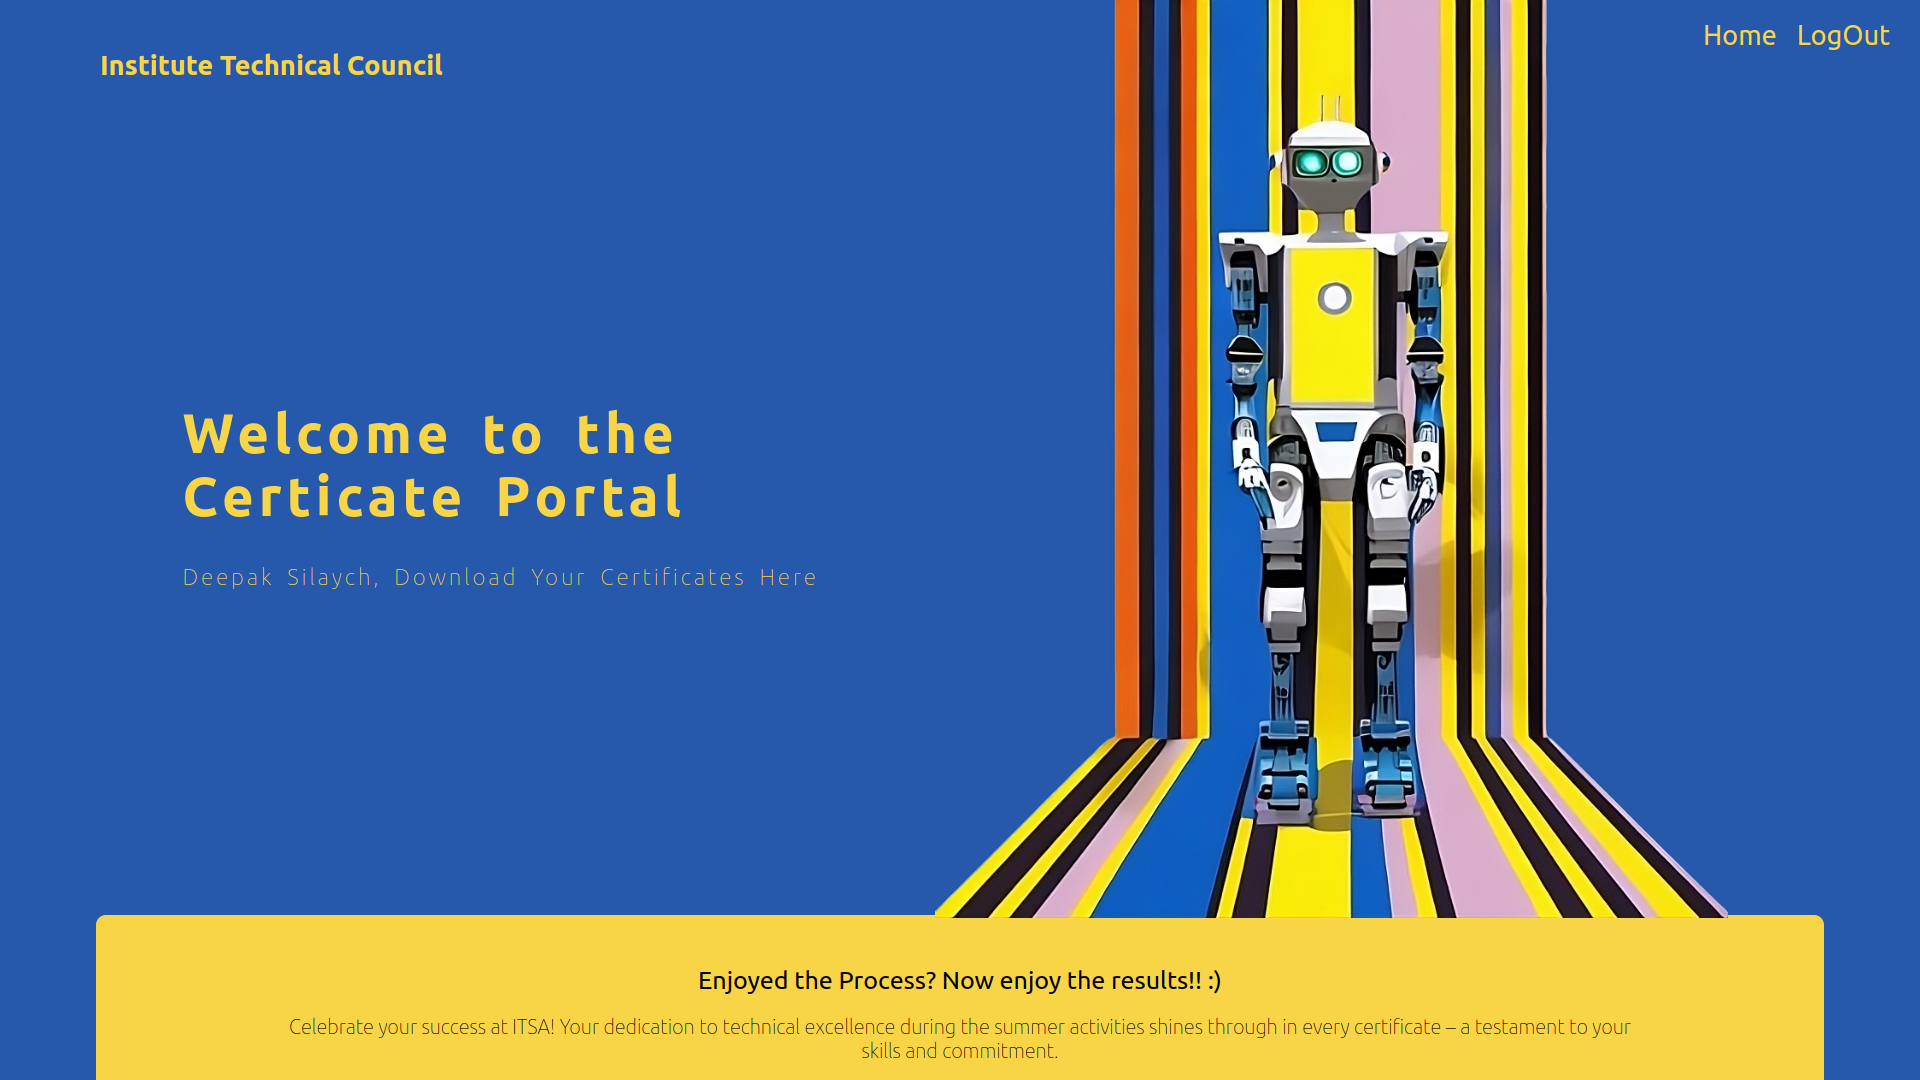 Home LogOut
Institute Technical Council
Welcome to the
Certicate Portal
Deepak Silaych, Download Your Certificates Here
Enjoyed the Process? Now enjoy the results!! :)
Celebrate your success at ITSA! Your dedication to technical excellence during the summer activities shines through in every certificate – a testament to your
skills and commitment.